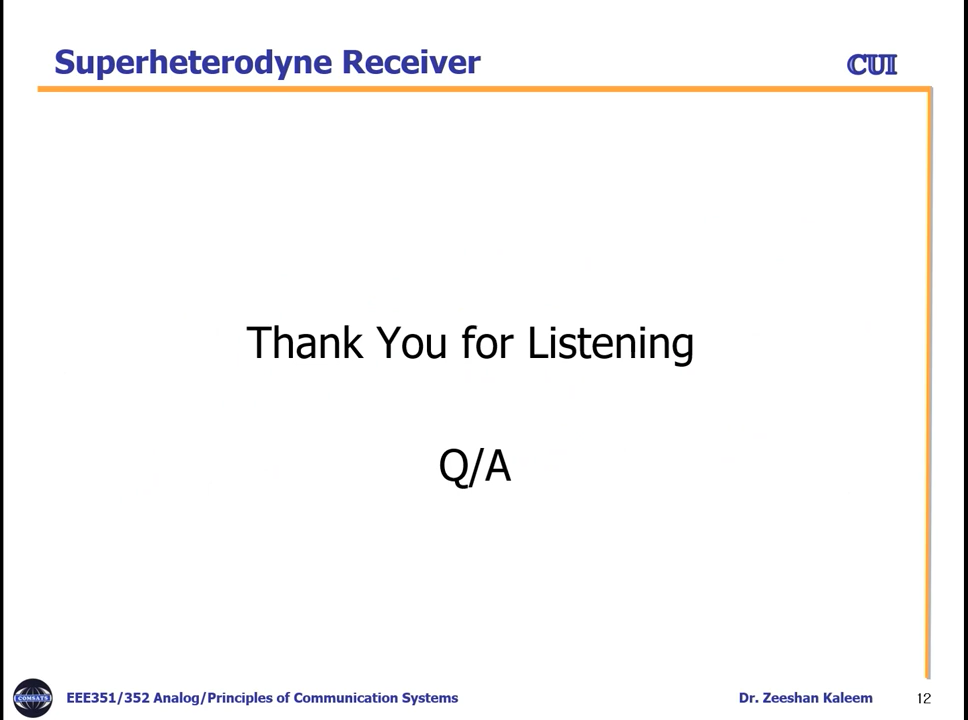 Superheterodyne Receiver
CUI
Thank You for Listening
Q/A
COMSATS
EEE351/352 Analog/Principles of Communication Systems
Dr. Zeeshan Kaleem
12